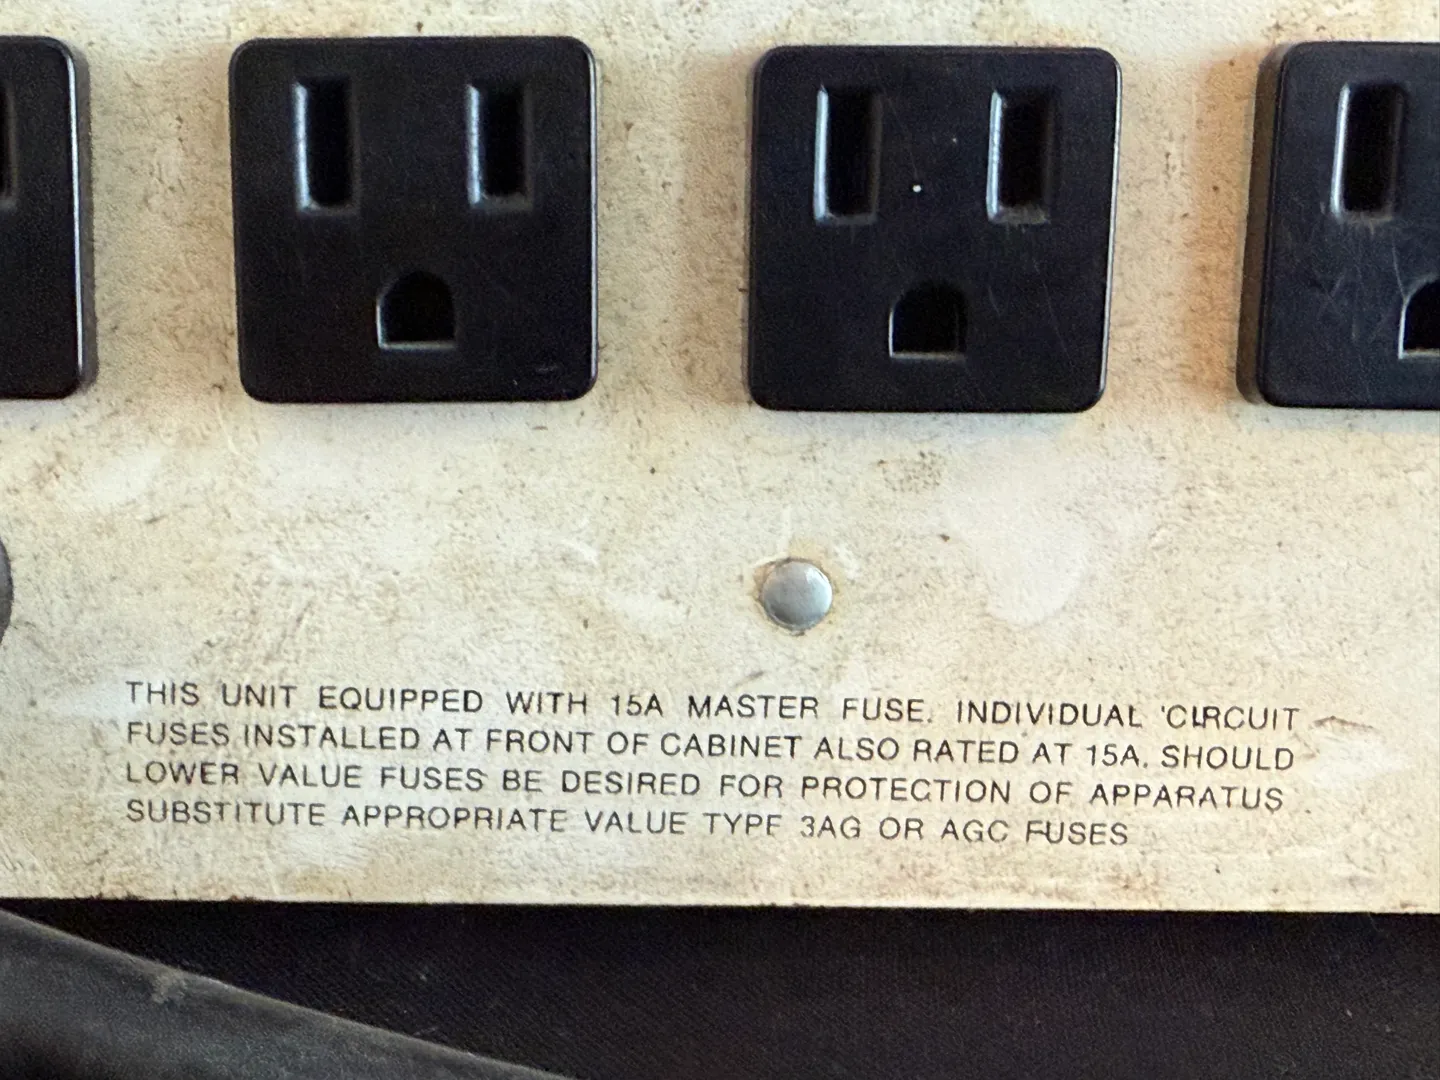 THIS UNIT EQUIPPED WITH 15A MASTER FUSE. INDIVIDUAL CIRCUIT
FUSES INSTALLED AT FRONT OF CABINET ALSO RATED AT 15A. SHOULD
LOWER VALUE FUSES BE DESIRED FOR PROTECTION OF APPARATUS
SUBSTITUTE APPROPRIATE VALUE TYPE 3AG OR AGC FUSES